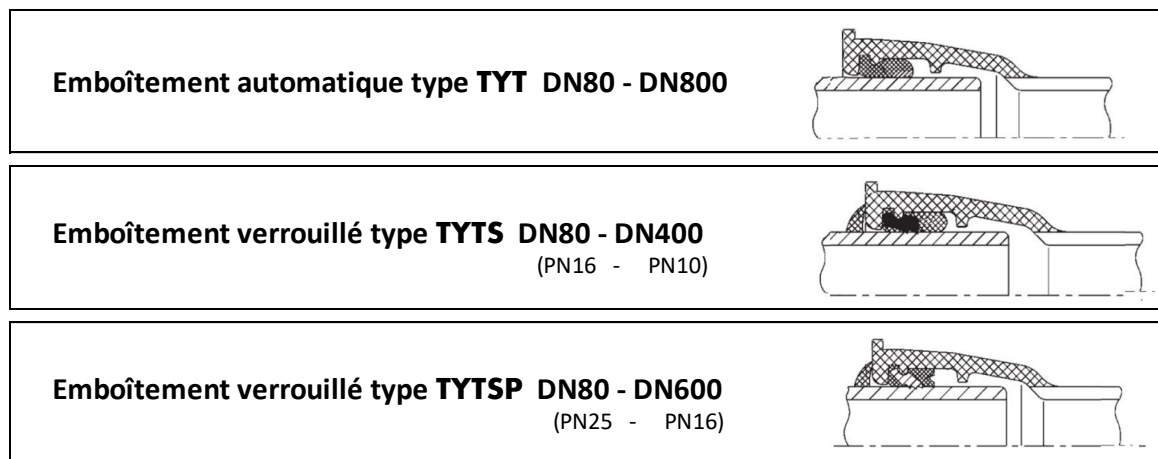 Emboîtement automatique type TYT DN80 - DN800
Emboîtement verrouillé type TYTS DN80 - DN400
(PN16 - PN10)
Emboîtement verrouillé type TYTSP DN80 - DN600
(PN25 - PN16)